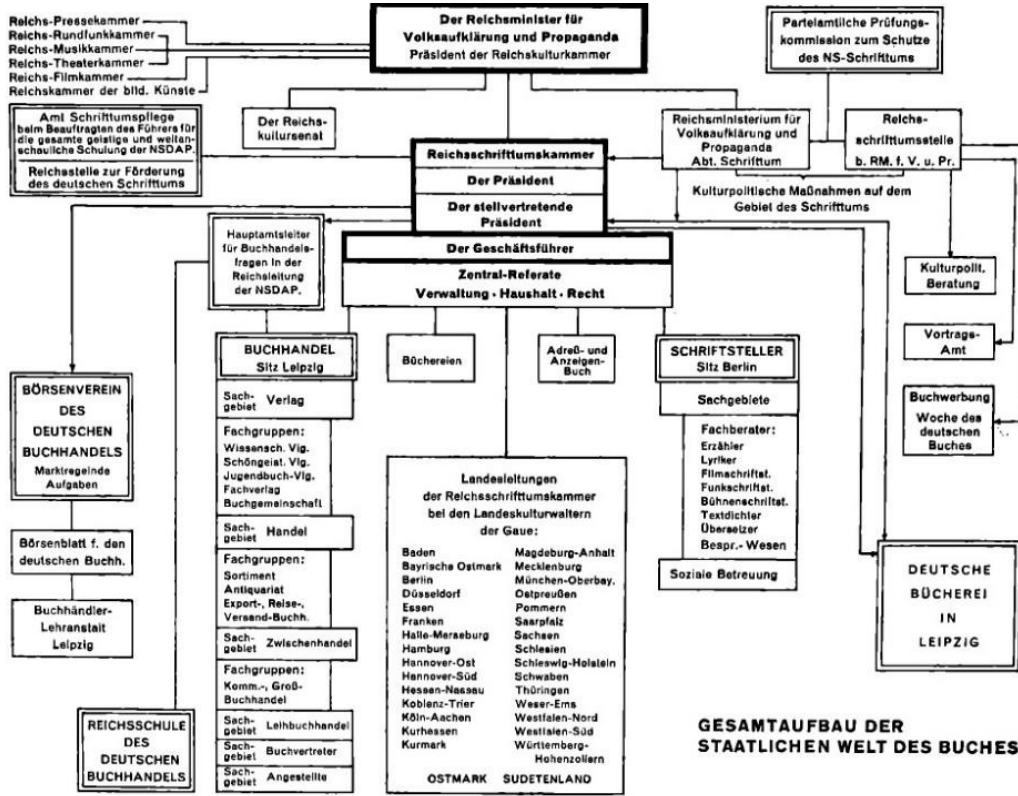 Reichs-Pressekammer
Reichs-Rundfunkkammer
Reichs-Musikkammer
Reichs-Theaterkammer
Reichs-Filmkammer
Reichskammer der bild. Künste
Der Reichsminister für
Volksaufklärung und Propaganda
Präsident der Reichskulturkammer
Parteiamtliche Prüfungs-
kommission zum Schutze
des NS-Schrifttums
Amt Schrifttumspflege
beim Beauftragten des Führers für
die gesamte geistige und weltan-
schauliche Schulung der NSDAP.
Reichsstelle zur Förderung
des deutschen Schrifttums
Der Reichs-
kultursenat
Reichsministerium für
Volksaufklärung und
Propaganda
Abt. Schrifttum
Reichs-
schrifttumsstelle
b. RM. f. V. u. Pr.
Reichsschrifttumskammer
Der Präsident
Der stellvertretende
Präsident
Kulturpolitische Maßnahmen auf dem
Gebiet des Schrifttums
Hauptamtsleiter
für Buchhandels-
fragen in der
Reichsleitung
der NSDAP.
Der Geschäftsführer
Zentral-Referate
Verwaltung · Haushalt · Recht
Kulturpolit.
Beratung
Vortrags-
Amt
Buchwerbung
Woche des
deutschen
Buches
BÖRSENVEREIN
DES
DEUTSCHEN
BUCHHANDELS
Marktregelnde
Aufgaben
Börsenblatt f. den
deutschen Buchh.
Buchhändler-
Lehranstalt
Leipzig
REICHSSCHULE
DES
DEUTSCHEN
BUCHHANDELS
BUCHHANDEL
Sitz Leipzig
Sach-
gebiet Verlag
Fachgruppen:
Wissensch. Vlg.
Schöngeist. Vlg.
Jugendbuch-Vlg.
Fachverlag
Buchgemeinschaft
Sach-
gebiet Handel
Fachgruppen:
Sortiment
Antiquariat
Export-, Reise-,
Versand-Buchh.
Sach-
gebiet Zwischenhandel
Fachgruppen:
Komm.-, Groß-
Buchhandel
Sach-
gebiet Leihbuchhandel
Sach-
gebiet Buchvertreter
Sach-
gebiet Angestellte
Büchereien
Adreß- und
Anzeigen-
Buch
Landesleitungen
der Reichsschrifttumskammer
bei den Landeskulturwaltern
der Gaue:
Baden
Bayrische Ostmark
Berlin
Düsseldorf
Essen
Franken
Halle-Merseburg
Hamburg
Hannover-Ost
Hannover-Süd
Hessen-Nassau
Koblenz-Trier
Köln-Aachen
Kurhessen
Kurmark
Magdeburg-Anhalt
Mecklenburg
München-Oberbay.
Ostpreußen
Pommern
Saarpfalz
Sachsen
Schlesien
Schleswig-Holstein
Schwaben
Thüringen
Weser-Ems
Westfalen-Nord
Westfalen-Süd
Württemberg-
Hohenzollern
OSTMARK SUDETENLAND
SCHRIFTSTELLER
Sitz Berlin
Sachgebiete
Fachberater:
Erzähler
Lyriker
Filmschriftst.
Funkschriftst.
Bühnenschriftst.
Textdichter
Übersetzer
Bespr.-Wesen
Soziale Betreuung
DEUTSCHE
BÜCHEREI
IN
LEIPZIG
GESAMTAUFBAU DER
STAATLICHEN WELT DES BUCHES